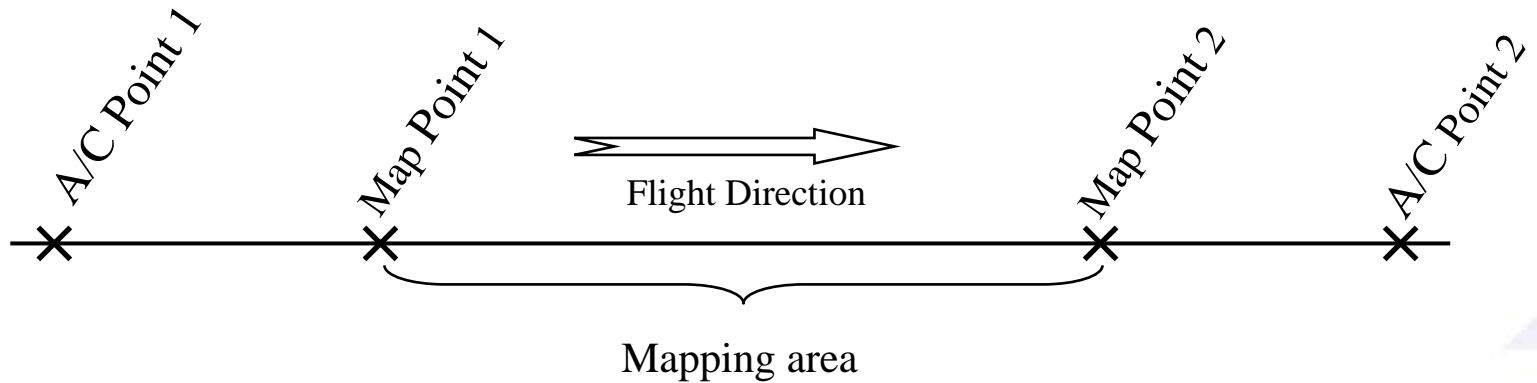 A/C Point 1
Map Point 1
Map Point 2
A/C Point 2
Flight Direction
Mapping area